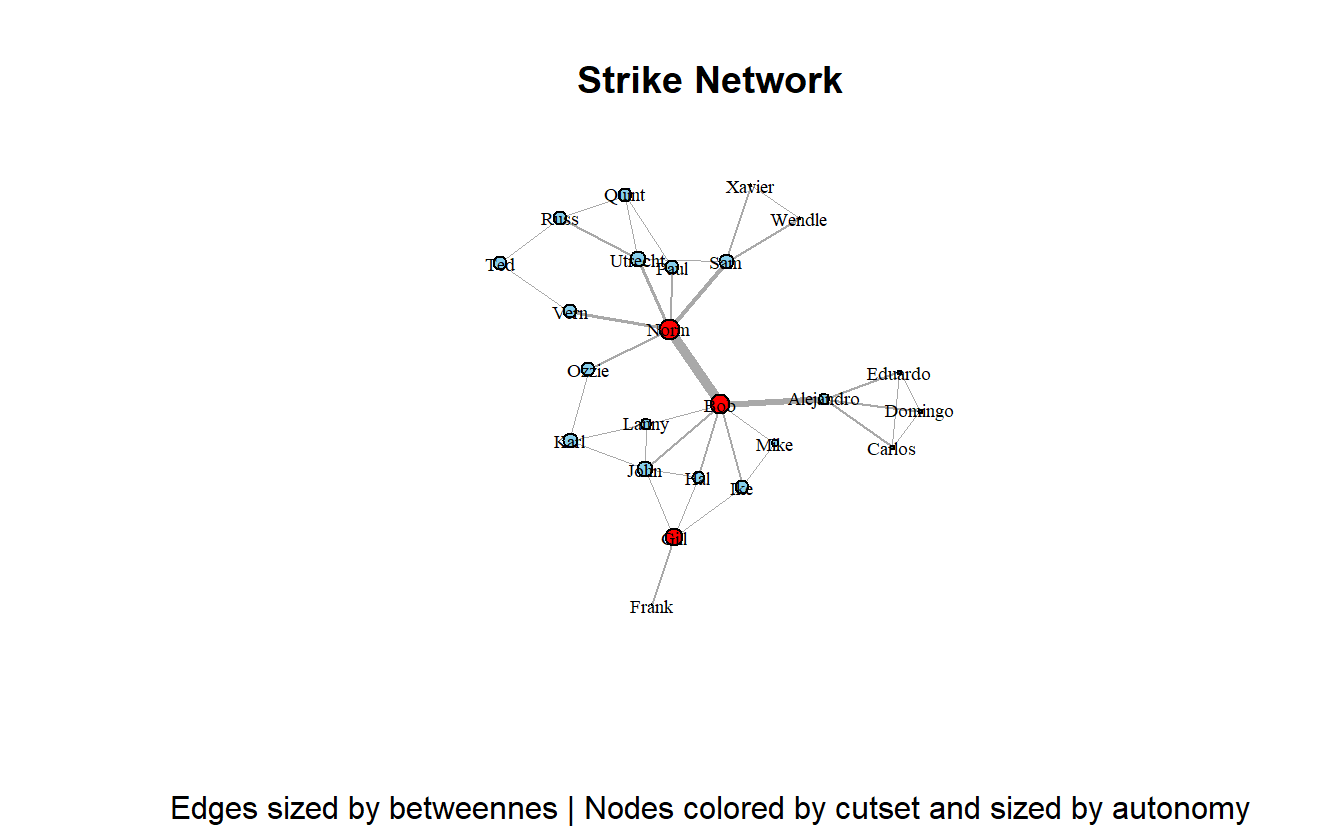 Strike Network
Xavier
Quint
Wendle
Russ
Utrecht
Sam
Ted
Paul
Vern
Norm
Ozzie
Eduardo
Alejandro
Bob
Domingo
Lanny
Karl
Mike
Carlos
John
Hal
Ike
Gill
Frank
Edges sized by betweennes | Nodes colored by cutset and sized by autonomy